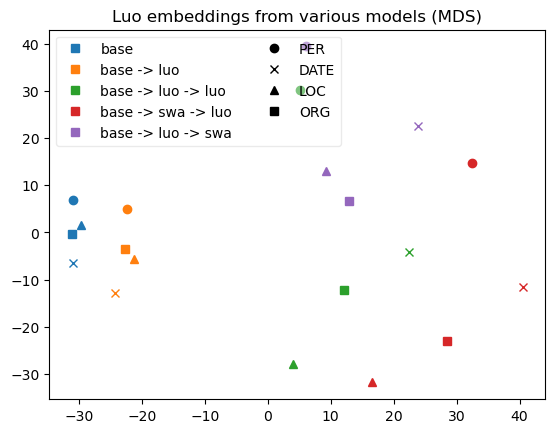 Luo embeddings from various models (MDS)
40
30
20
10
0
−10
−20
−30
base
base -> luo
base -> luo -> luo
base -> swa -> luo
base -> luo -> swa
PER
DATE
LOC
ORG
−30 −20 −10 0 10 20 30 40